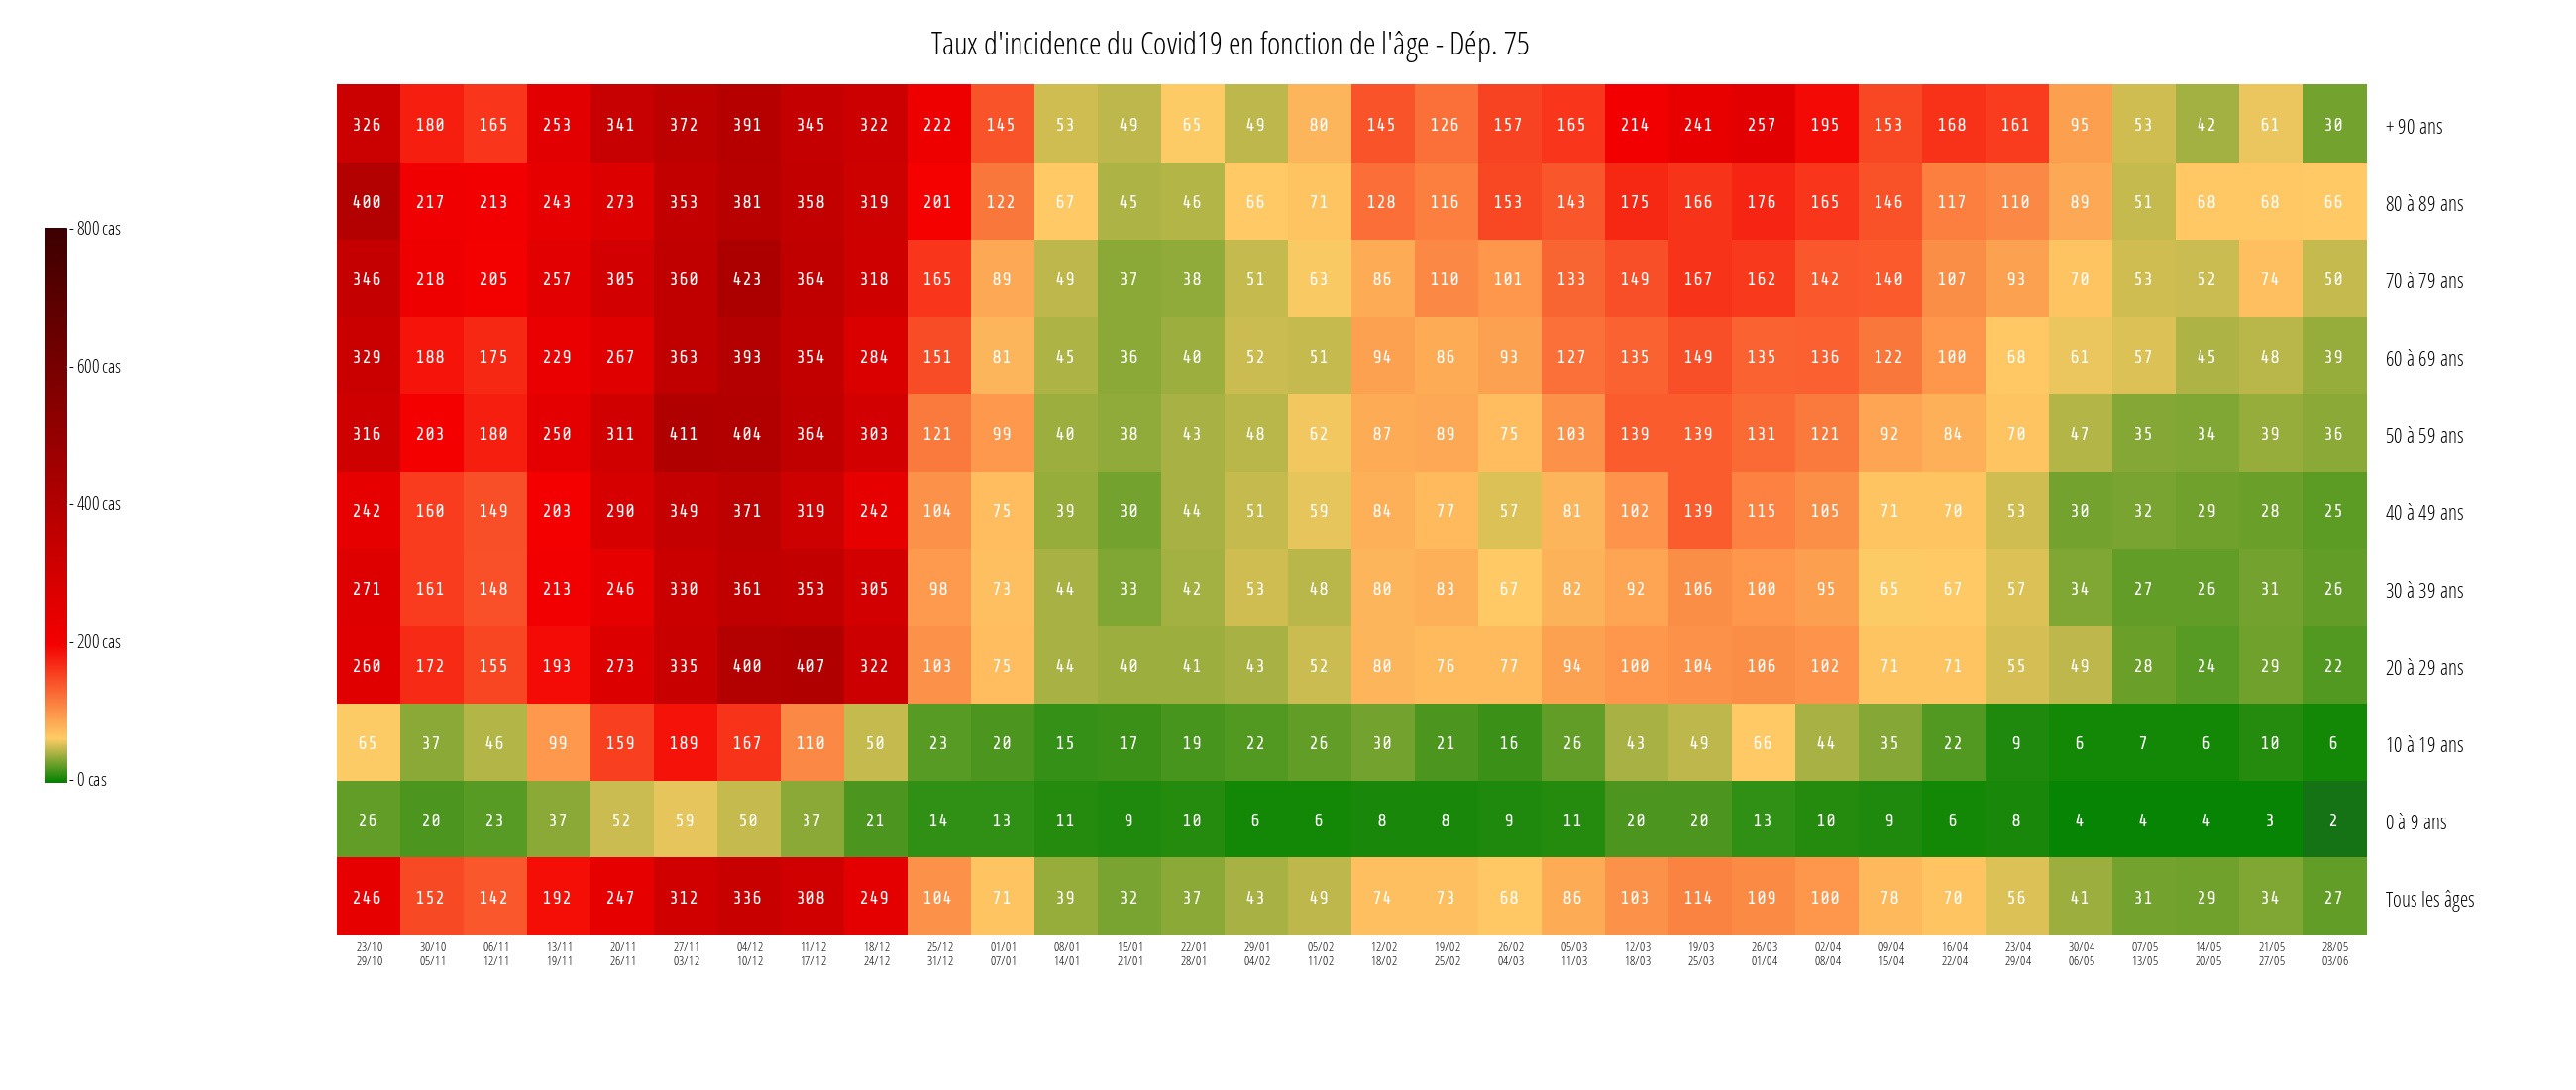 Taux d'incidence du Covid19 en fonction de l'âge - Dép. 75
- 800 cas
- 600 cas
- 400 cas
- 200 cas
- 0 cas
326 180 165 253 341 372 391 345 322 222 145 53 49 65 49 80 145 126 157 165 214 241 257 195 153 168 161 95 53 42 61 30 + 90 ans
400 217 213 243 273 353 381 358 319 201 122 67 45 46 66 71 128 116 153 143 175 166 176 165 146 117 110 89 51 68 68 66 80 à 89 ans
346 218 205 257 305 360 423 364 318 165 89 49 37 38 51 63 86 110 101 133 149 167 162 142 140 107 93 70 53 52 74 50 70 à 79 ans
329 188 175 229 267 363 393 354 284 151 81 45 36 40 52 51 94 86 93 127 135 149 135 136 122 100 68 61 57 45 48 39 60 à 69 ans
316 203 180 250 311 411 404 364 303 121 99 40 38 43 48 62 87 89 75 103 139 139 131 121 92 84 70 47 35 34 39 36 50 à 59 ans
242 160 149 203 290 349 371 319 242 104 75 39 30 44 51 59 84 77 57 81 102 139 115 105 71 70 53 30 32 29 28 25 40 à 49 ans
271 161 148 213 246 330 361 353 305 98 73 44 33 42 53 48 80 83 67 82 92 106 100 95 65 67 57 34 27 26 31 26 30 à 39 ans
260 172 155 193 273 335 400 407 322 103 75 44 40 41 43 52 80 76 77 94 100 104 106 102 71 71 55 49 28 24 29 22 20 à 29 ans
65 37 46 99 159 189 167 110 50 23 20 15 17 19 22 26 30 21 16 26 43 49 66 44 35 22 9 6 7 6 10 6 10 à 19 ans
26 20 23 37 52 59 50 37 21 14 13 11 9 10 6 6 8 8 9 11 20 20 13 10 9 6 8 4 4 4 3 2 0 à 9 ans
246 152 142 192 247 312 336 308 249 104 71 39 32 37 43 49 74 73 68 86 103 114 109 100 78 70 56 41 31 29 34 27 Tous les âges
23/10 30/10 06/11 13/11 20/11 27/11 04/12 11/12 18/12 25/12 01/01 08/01 15/01 22/01 29/01 05/02 12/02 19/02 26/02 05/03 12/03 19/03 26/03 02/04 09/04 16/04 23/04 30/04 07/05 14/05 21/05 28/05
29/10 05/11 12/11 19/11 26/11 03/12 10/12 17/12 24/12 31/12 07/01 14/01 21/01 28/01 04/02 11/02 18/02 25/02 04/03 11/03 18/03 25/03 01/04 08/04 15/04 22/04 29/04 06/05 13/05 20/05 27/05 03/06